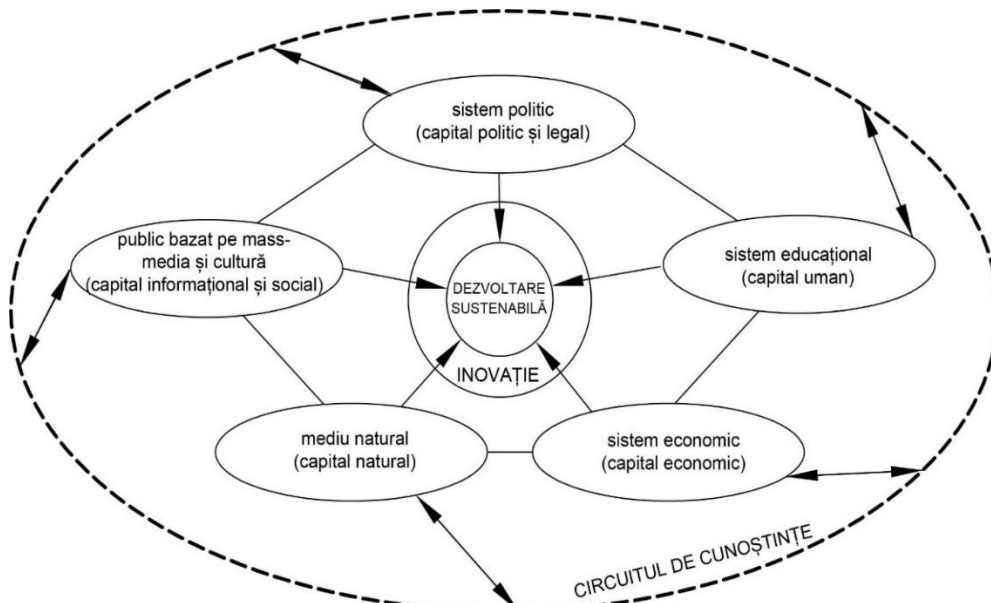 sistem politic
(capital politic și legal)
public bazat pe mass-
media și cultură
(capital informațional și social)
sistem educațional
(capital uman)
DEZVOLTARE
SUSTENABILĂ
INOVAȚIE
mediu natural
(capital natural)
sistem economic
(capital economic)
CIRCUITUL DE CUNOȘTINȚE